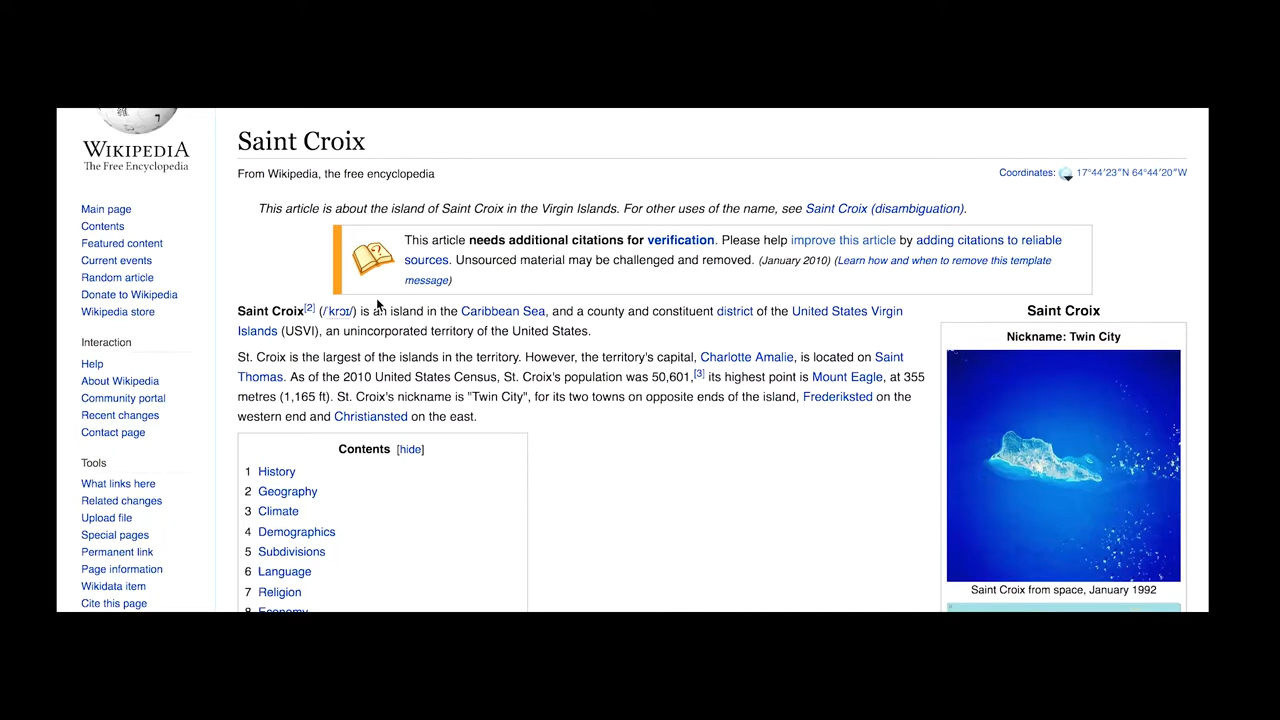 WIKIPEDIA
The Free Encyclopedia
Main page
Contents
Featured content
Current events
Random article
Donate to Wikipedia
Wikipedia store
Interaction
Help
About Wikipedia
Community portal
Recent changes
Contact page
Tools
What links here
Related changes
Upload file
Special pages
Permanent link
Page information
Wikidata item
Cite this page
Saint Croix
From Wikipedia, the free encyclopedia
Coordinates: 17°44′23″N 64°44′20″W
This article is about the island of Saint Croix in the Virgin Islands. For other uses of the name, see Saint Croix (disambiguation).
This article needs additional citations for verification. Please help improve this article by adding citations to reliable
sources. Unsourced material may be challenged and removed. (January 2010) (Learn how and when to remove this template
message)
Saint Croix[2] (/ˈkrɔɪ/) is an island in the Caribbean Sea, and a county and constituent district of the United States Virgin
Islands (USVI), an unincorporated territory of the United States.
St. Croix is the largest of the islands in the territory. However, the territory's capital, Charlotte Amalie, is located on Saint
Thomas. As of the 2010 United States Census, St. Croix's population was 50,601,[3] its highest point is Mount Eagle, at 355
metres (1,165 ft). St. Croix's nickname is "Twin City", for its two towns on opposite ends of the island, Frederiksted on the
western end and Christiansted on the east.
Contents [hide]
1 History
2 Geography
3 Climate
4 Demographics
5 Subdivisions
6 Language
7 Religion
8 Economy
Saint Croix
Nickname: Twin City
Saint Croix from space, January 1992